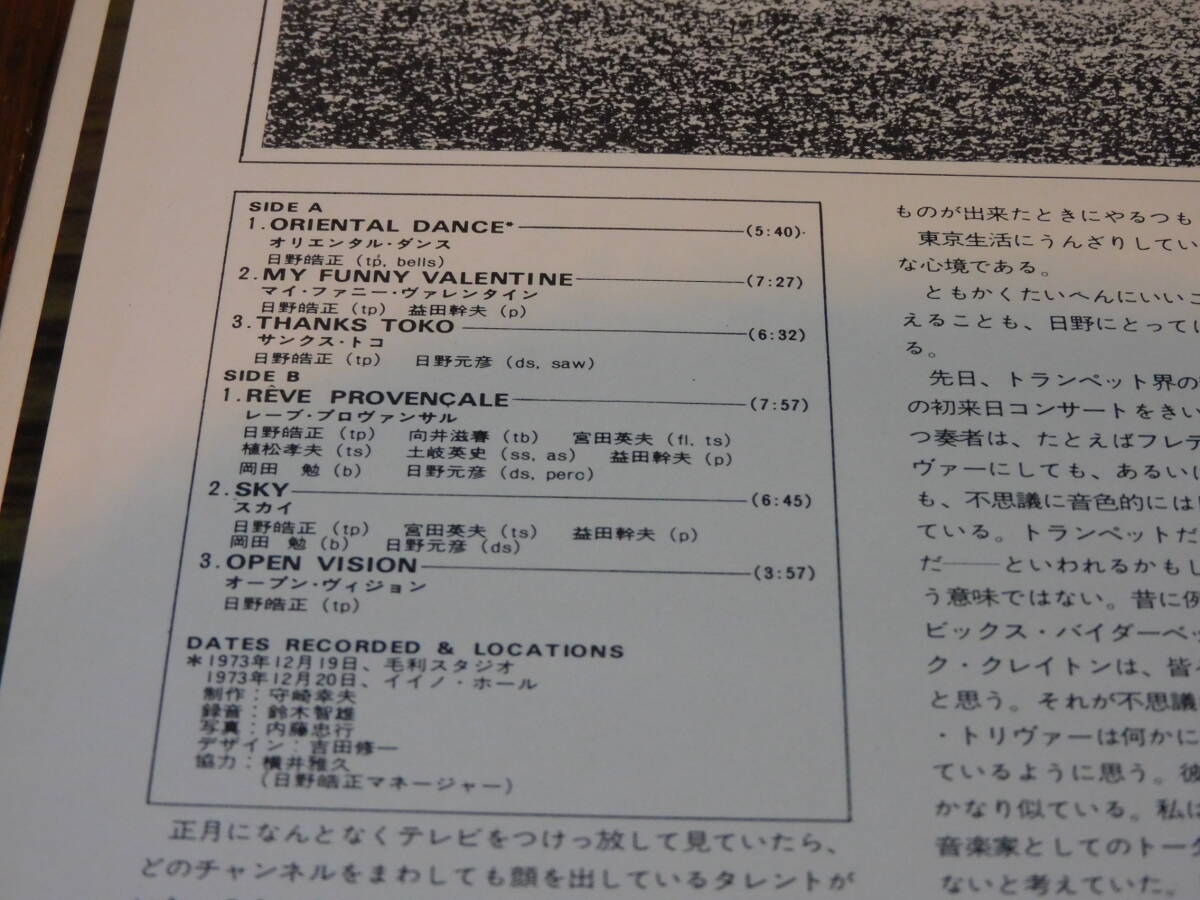 SIDE A
1.ORIENTAL DANCE* (5:40)
オリエンタル・ダンス
日野皓正 (tp, bells)
2.MY FUNNY VALENTINE (7:27)
マイ・ファニー・ヴァレンタイン
日野皓正 (tp) 益田幹夫 (p)
3.THANKS TOKO (6:32)
サンクス・トコ
日野皓正 (tp) 日野元彦 (ds, saw)
SIDE B
1.RÊVE PROVENÇALE (7:57)
レーブ・プロヴァンサル
日野皓正 (tp) 向井滋春 (tb) 宮田英夫 (fl, ts)
植松孝夫 (ts) 土岐英史 (ss, as) 益田幹夫 (p)
岡田 勉 (b) 日野元彦 (ds, perc)
2.SKY (6:45)
スカイ
日野皓正 (tp) 宮田英夫 (ts) 益田幹夫 (p)
岡田 勉 (b) 日野元彦 (ds)
3.OPEN VISION (3:57)
オープン・ヴィジョン
日野皓正 (tp)
DATES RECORDED & LOCATIONS
*1973年12月19日、毛利スタジオ
1973年12月20日、イイノ・ホール
制作：守崎幸夫
録音：鈴木智雄
写真：内藤忠行
デザイン：吉田修一
協力：横井雅久
(日野皓正マネージャー)
正月になんとなくテレビをつけっ放して見ていたら、
どのチャンネルをまわしても顔を出しているタレントが
ものが出来たときにやるつも
東京生活にうんざりしてい
な心境である。
ともかくたいへんにいいこ
えることも、日野にとって
る。
先日、トランペット界の
の初来日コンサートをきい
つ奏者は、たとえばフレデ
ヴァーにしても、あるいは
も、不思議に音色的には
ている。トランペットだ
だ——といわれるかもし
う意味ではない。昔に例
ビックス・バイダーベッ
ク・クレイトンは、皆
と思う。それが不思議
・トリヴァーは何かに
ているように思う。彼
かなり似ている。私は
音楽家としてのトータ
ないと考えていた。